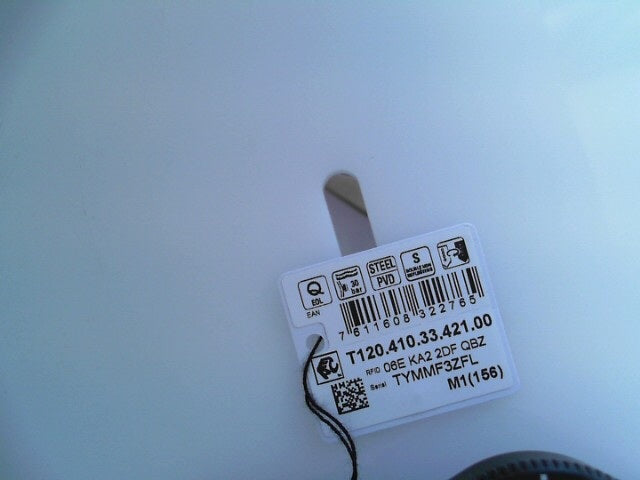 Q
EOL
30
bar
STEEL
PVD
S
EAN
7 611608 322765
T120.410.33.421.00
RFID 06E KA2 2DF QBZ
Serial TYMMF3ZFL
M1(156)